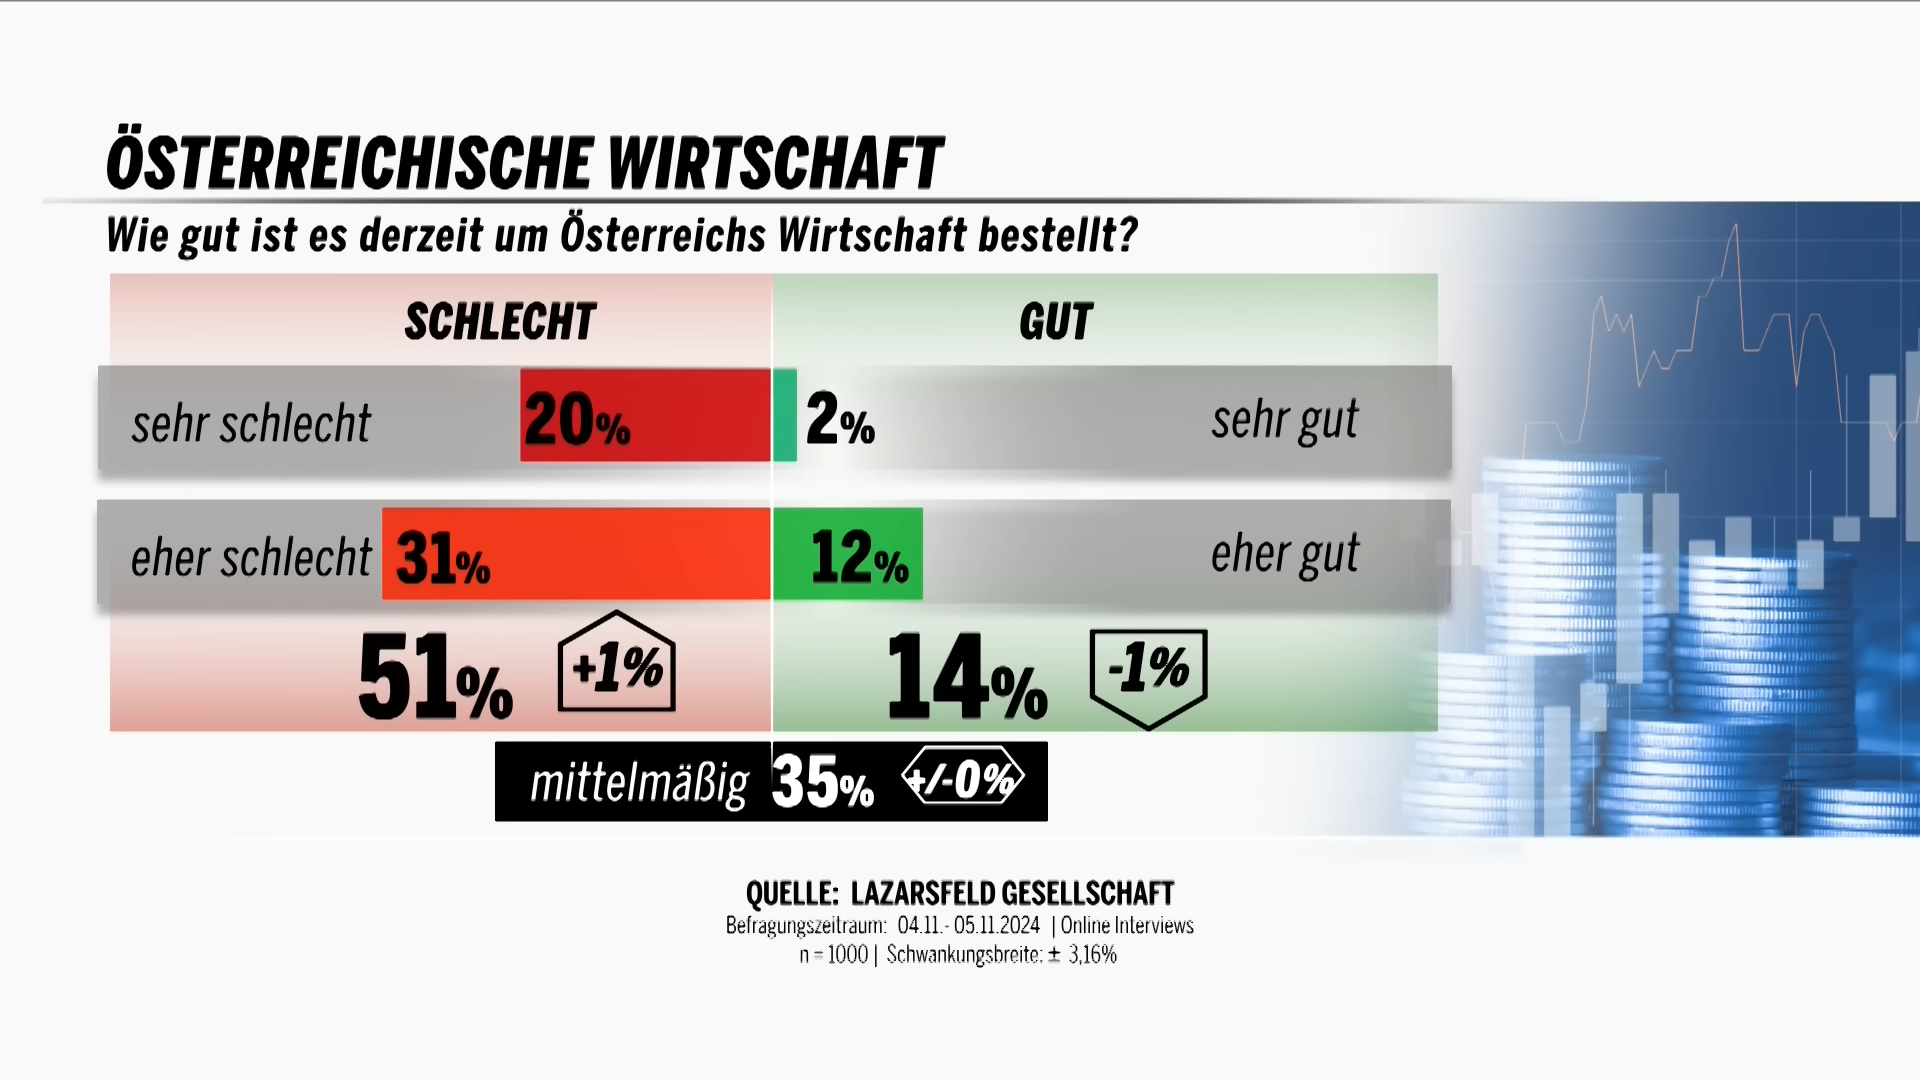 ÖSTERREICHISCHE WIRTSCHAFT
Wie gut ist es derzeit um Österreichs Wirtschaft bestellt?
SCHLECHT GUT
sehr schlecht 20% 2% sehr gut
eher schlecht 31% 12% eher gut
51% +1% 14% -1%
mittelmäßig 35% +/-0%
QUELLE: LAZARSFELD GESELLSCHAFT
Befragungszeitraum: 04.11.- 05.11.2024 | Online Interviews
n = 1000 | Schwankungsbreite: ± 3,16%